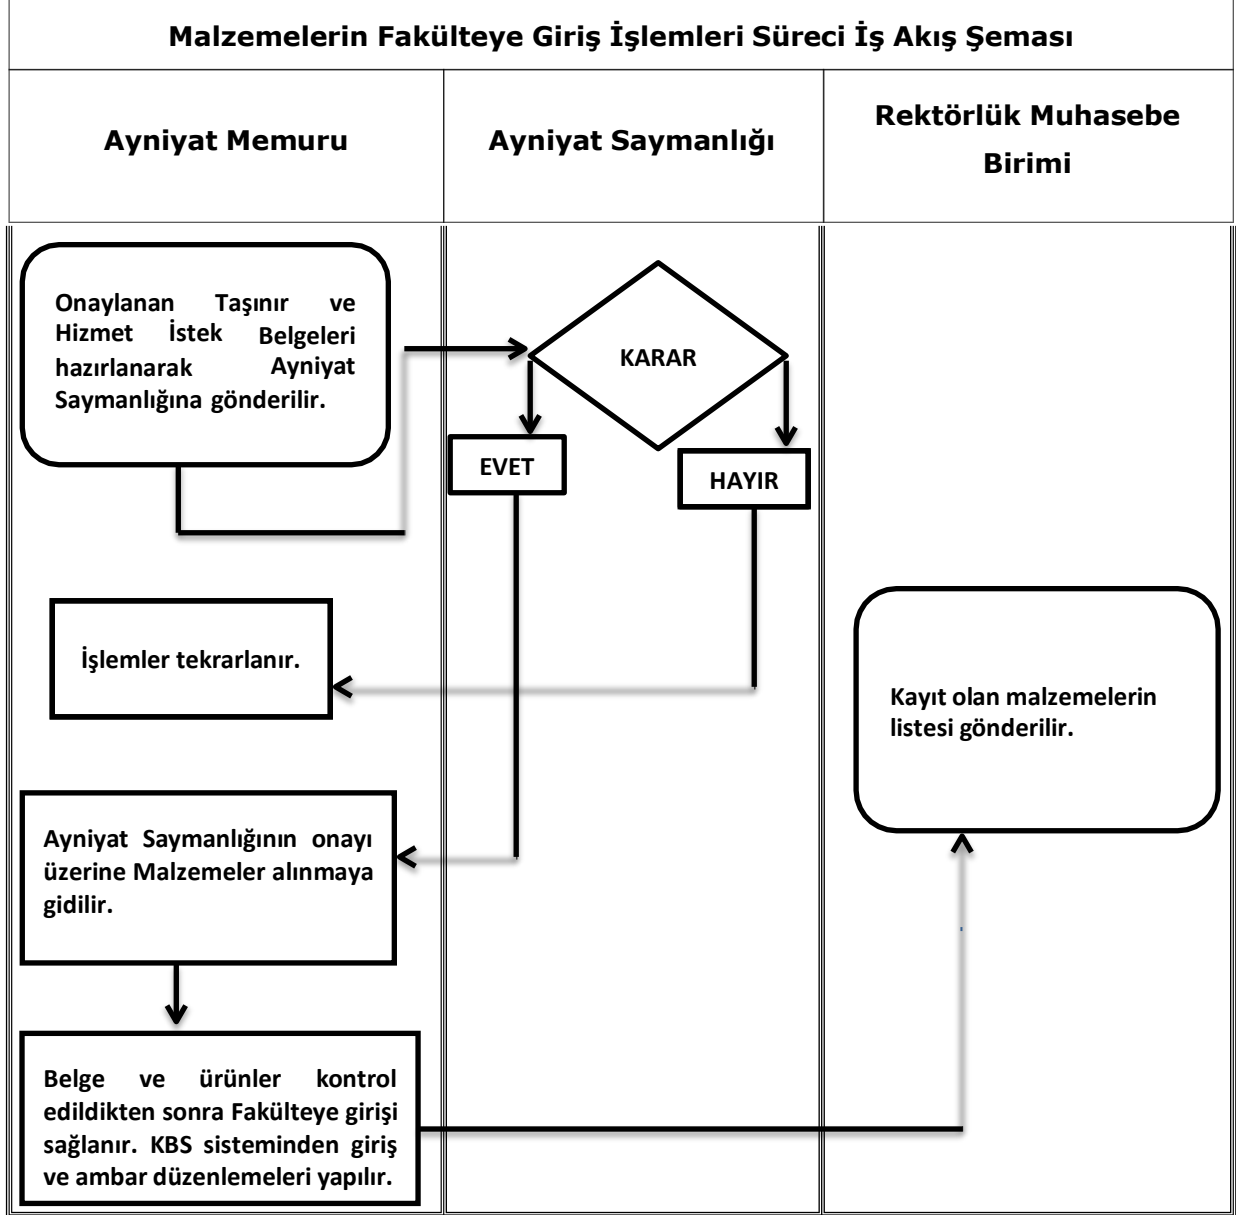 Malzemelerin Fakülteye Giriş İşlemleri Süreci İş Akış Şeması
Ayniyat Memuru
Ayniyat Saymanlığı
Rektörlük Muhasebe
Birimi
Onaylanan Taşınır ve
Hizmet İstek Belgeleri
hazırlanarak Ayniyat
Saymanlığına gönderilir.
KARAR
EVET
HAYIR
İşlemler tekrarlanır.
Kayıt olan malzemelerin
listesi gönderilir.
Ayniyat Saymanlığının onayı
üzerine Malzemeler alınmaya
gidilir.
Belge ve ürünler kontrol
edildikten sonra Fakülteye girişi
sağlanır. KBS sisteminden giriş
ve ambar düzenlemeleri yapılır.